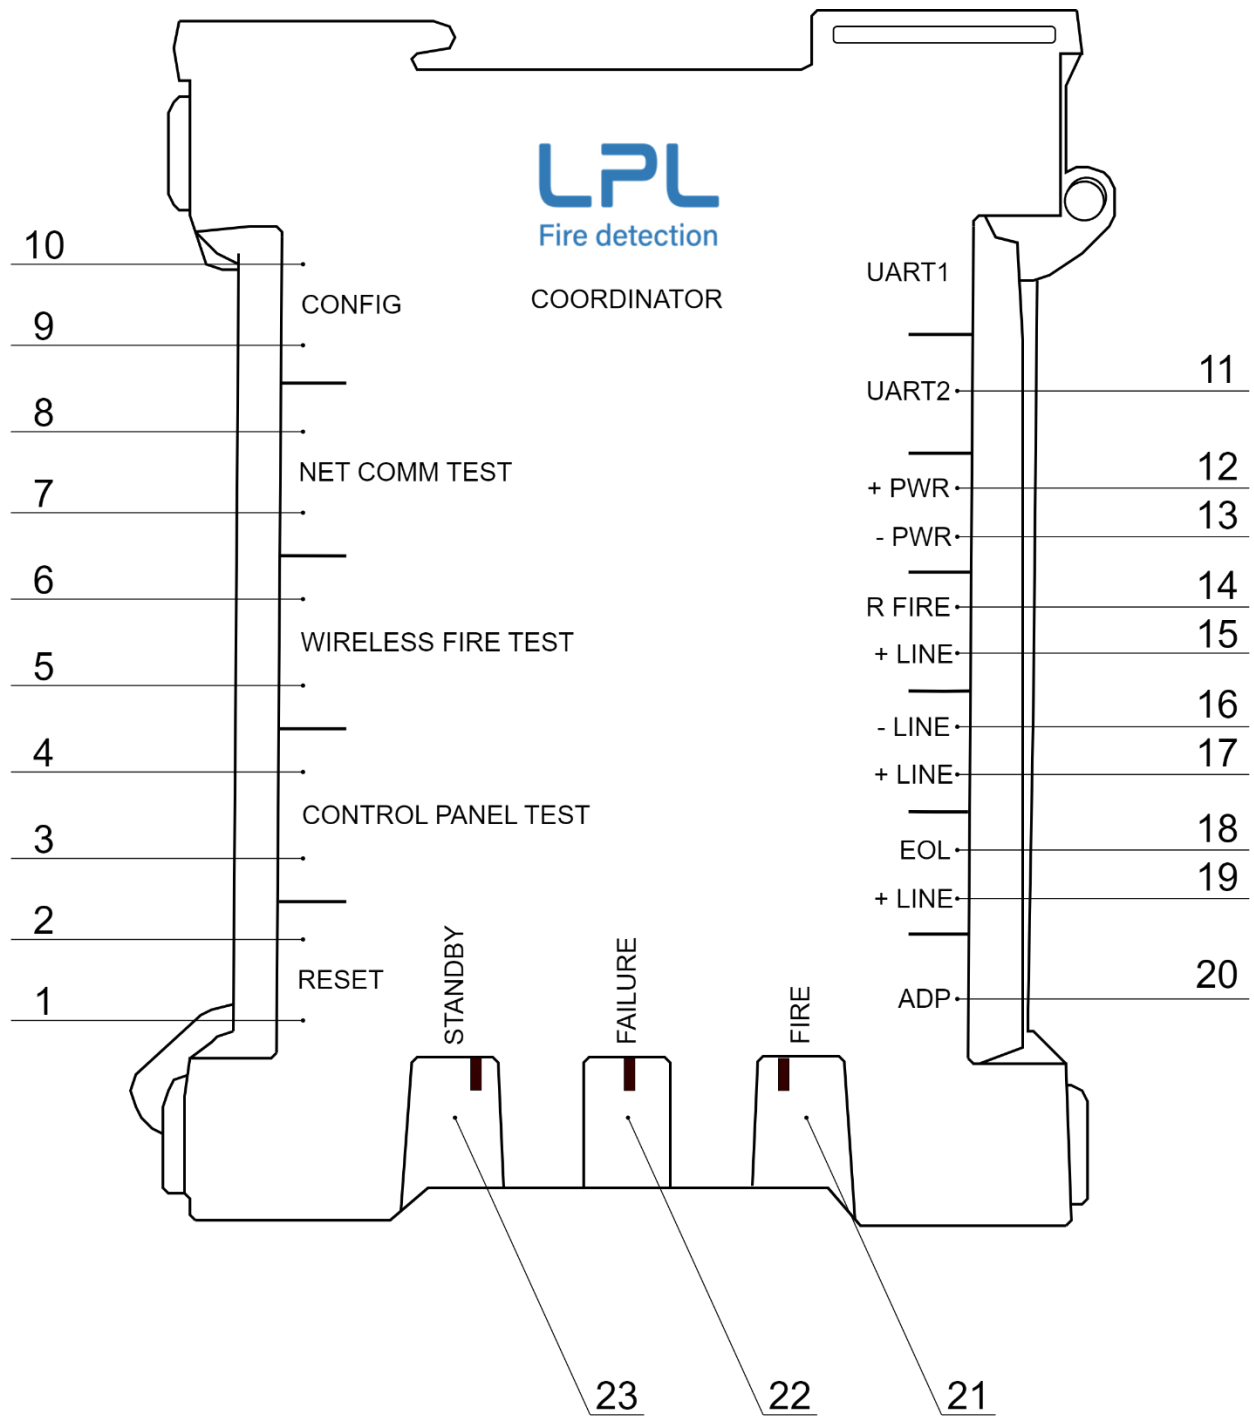 LPL
Fire detection
COORDINATOR
10
CONFIG
9
8
NET COMM TEST
7
6
WIRELESS FIRE TEST
5
4
CONTROL PANEL TEST
3
2
RESET
1
UART1
UART2 11
+ PWR 12
- PWR 13
R FIRE 14
+ LINE 15
- LINE 16
+ LINE 17
EOL 18
+ LINE 19
ADP 20
STANDBY
FAILURE
FIRE
23
22
21